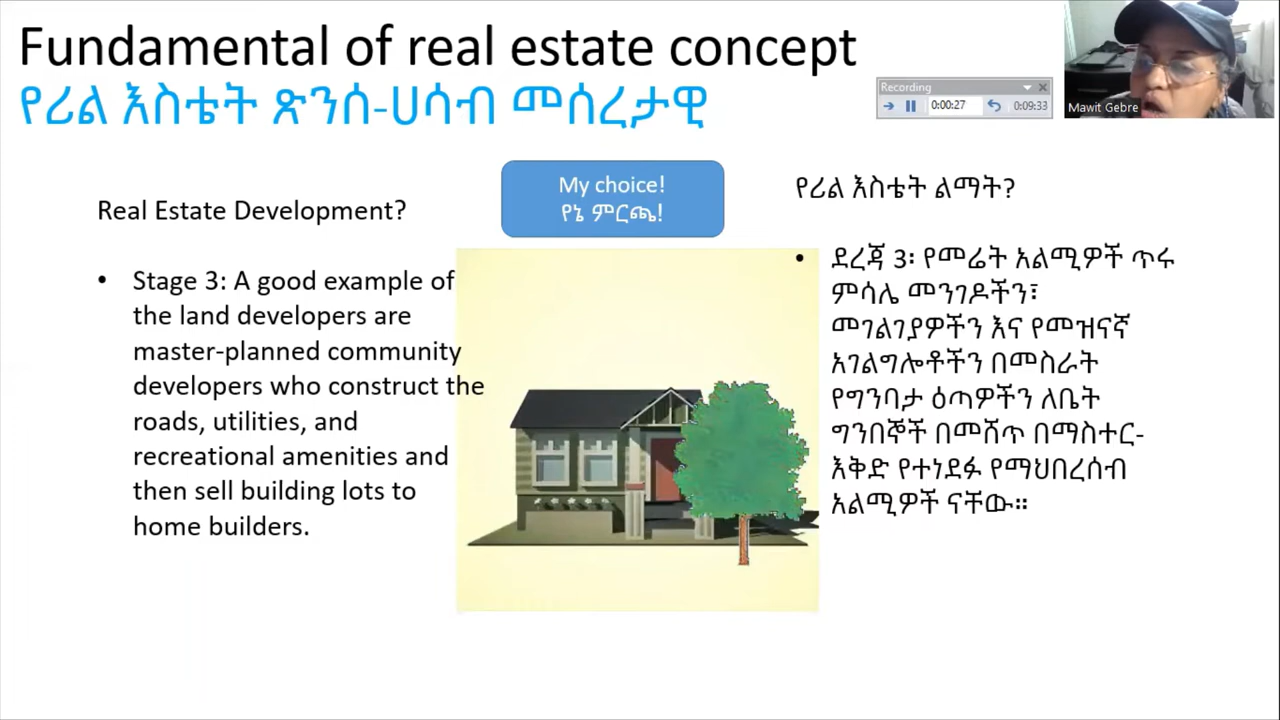 Fundamental of real estate concept
የሪል እስቴት ጽንሰ-ሀሳብ መሰረታዊ
Recording
0:00:27
0:09:33
Mawit Gebre
My choice!
የኔ ምርጫ!
Real Estate Development?
• Stage 3: A good example of
the land developers are
master-planned community
developers who construct the
roads, utilities, and
recreational amenities and
then sell building lots to
home builders.
የሪል እስቴት ልማት?
• ደረጃ 3፡ የመሬት አልሚዎች ጥሩ
ምሳሌ መንገዶችን፣
መገልገያዎችን እና የመዝናኛ
አገልግሎቶችን በመስራት
የግንባታ ዕጣዎችን ለቤት
ግንበኞች በመሸጥ በማስተር-
እቅድ የተነደፉ የማህበረሰብ
አልሚዎች ናቸው።